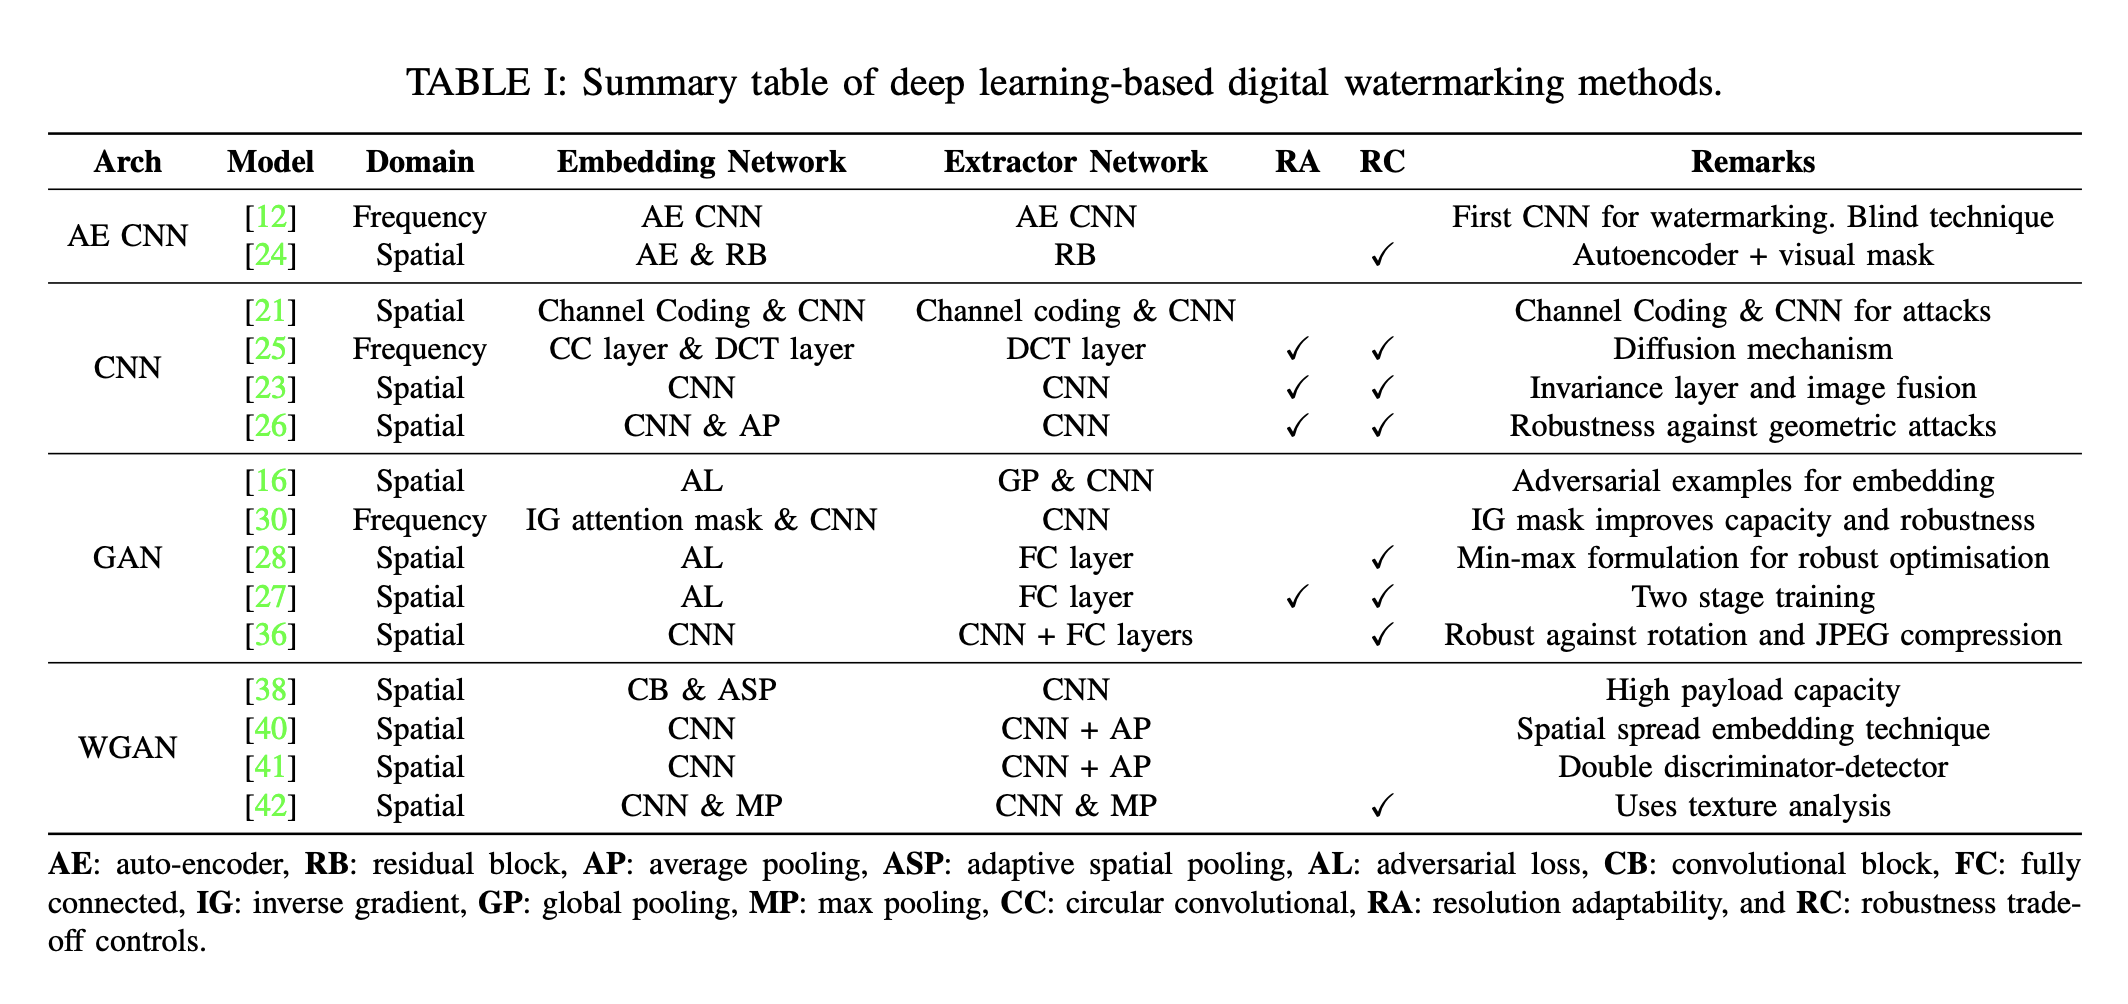 TABLE I: Summary table of deep learning-based digital watermarking methods.
Arch Model Domain Embedding Network Extractor Network RA RC Remarks
AE CNN
[12] Frequency AE CNN AE CNN First CNN for watermarking. Blind technique
[24] Spatial AE & RB RB ✓ Autoencoder + visual mask
CNN
[21] Spatial Channel Coding & CNN Channel coding & CNN Channel Coding & CNN for attacks
[25] Frequency CC layer & DCT layer DCT layer ✓ ✓ Diffusion mechanism
[23] Spatial CNN CNN ✓ ✓ Invariance layer and image fusion
[26] Spatial CNN & AP CNN ✓ ✓ Robustness against geometric attacks
GAN
[16] Spatial AL GP & CNN Adversarial examples for embedding
[30] Frequency IG attention mask & CNN CNN IG mask improves capacity and robustness
[28] Spatial AL FC layer ✓ Min-max formulation for robust optimisation
[27] Spatial AL FC layer ✓ ✓ Two stage training
[36] Spatial CNN CNN + FC layers ✓ Robust against rotation and JPEG compression
WGAN
[38] Spatial CB & ASP CNN High payload capacity
[40] Spatial CNN CNN + AP Spatial spread embedding technique
[41] Spatial CNN CNN + AP Double discriminator-detector
[42] Spatial CNN & MP CNN & MP ✓ Uses texture analysis
AE: auto-encoder, RB: residual block, AP: average pooling, ASP: adaptive spatial pooling, AL: adversarial loss, CB: convolutional block, FC: fully
connected, IG: inverse gradient, GP: global pooling, MP: max pooling, CC: circular convolutional, RA: resolution adaptability, and RC: robustness trade-
off controls.